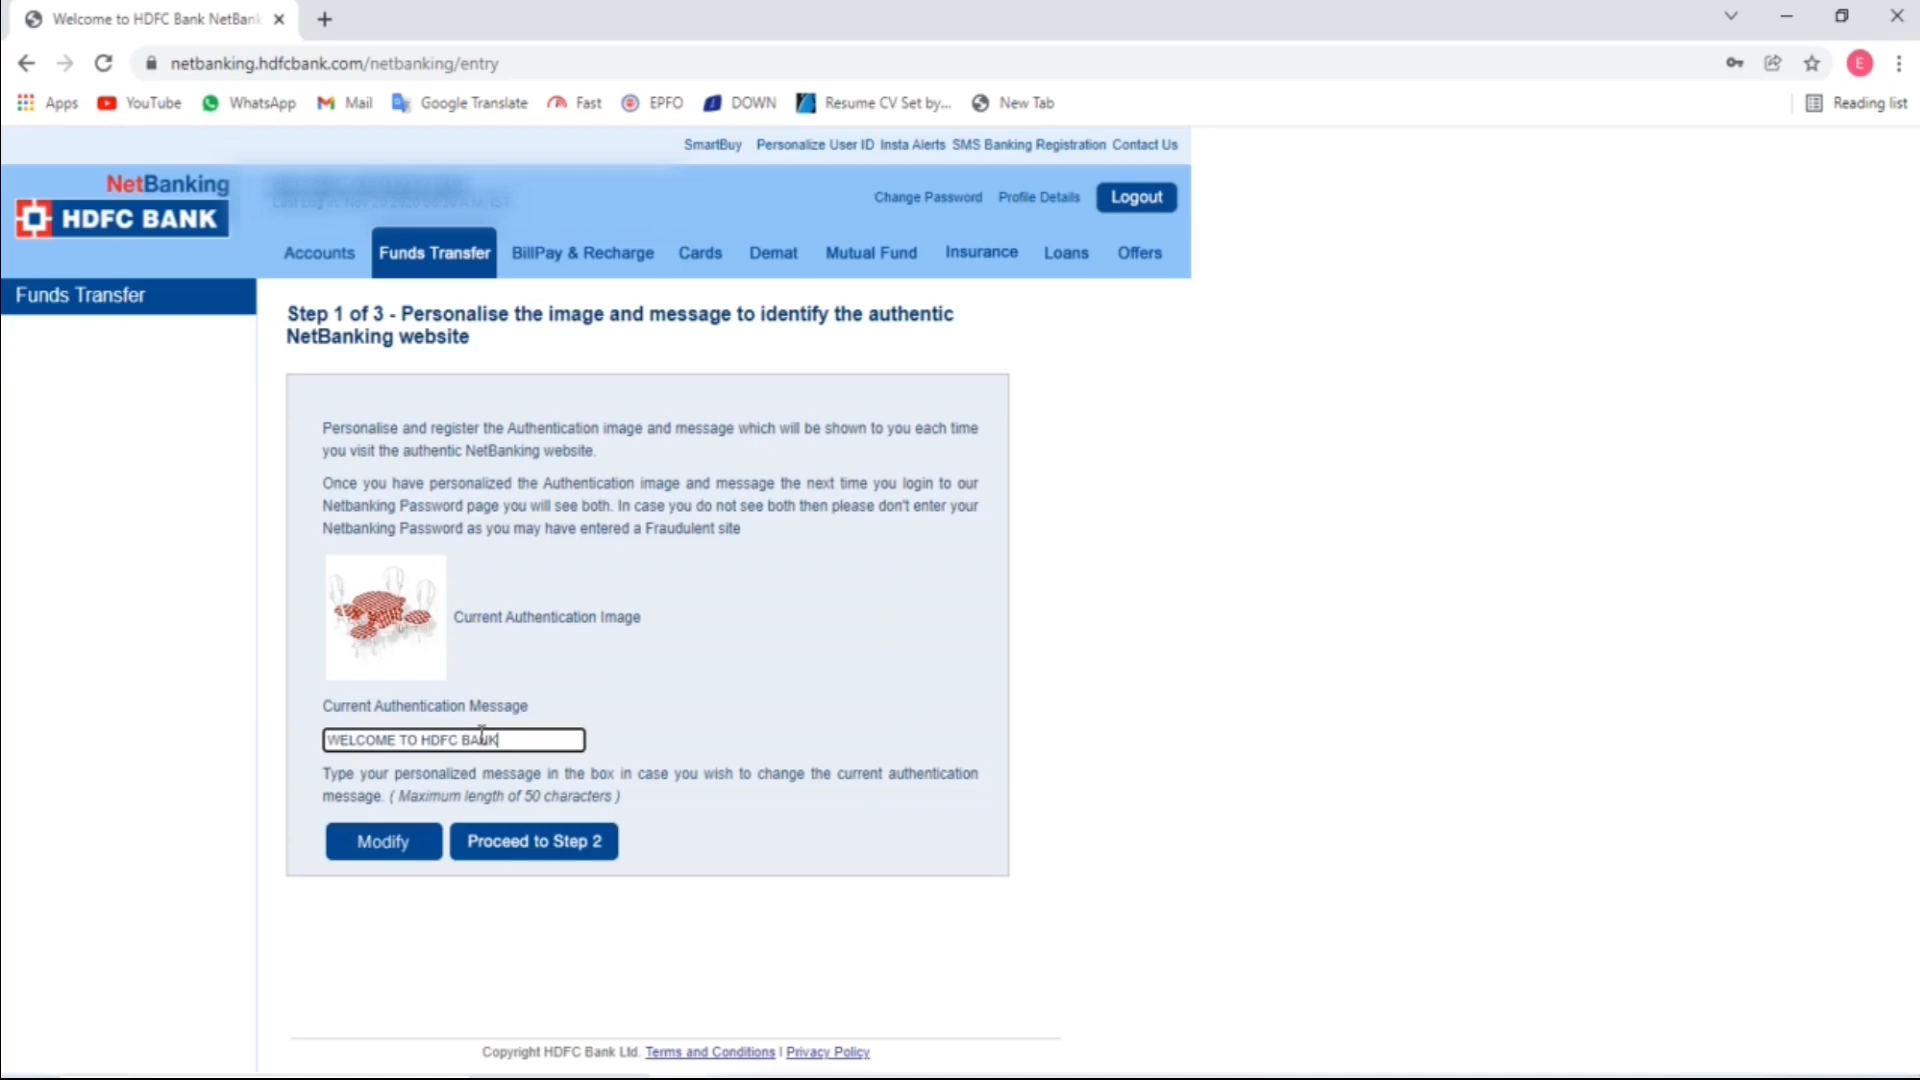 Welcome to HDFC Bank NetBank
netbanking.hdfcbank.com/netbanking/entry
E
Apps YouTube WhatsApp Mail Google Translate Fast EPFO DOWN Resume CV Set by... New Tab Reading list
SmartBuy Personalize User ID Insta Alerts SMS Banking Registration Contact Us
NetBanking
HDFC BANK
Change Password Profile Details Logout
Accounts Funds Transfer BillPay & Recharge Cards Demat Mutual Fund Insurance Loans Offers
Funds Transfer
Step 1 of 3 - Personalise the image and message to identify the authentic
NetBanking website
Personalise and register the Authentication image and message which will be shown to you each time
you visit the authentic NetBanking website.
Once you have personalized the Authentication image and message the next time you login to our
Netbanking Password page you will see both. In case you do not see both then please don't enter your
Netbanking Password as you may have entered a Fraudulent site
Current Authentication Image
Current Authentication Message
WELCOME TO HDFC BANK
Type your personalized message in the box in case you wish to change the current authentication
message. ( Maximum length of 50 characters )
Modify Proceed to Step 2
Copyright HDFC Bank Ltd. Terms and Conditions | Privacy Policy